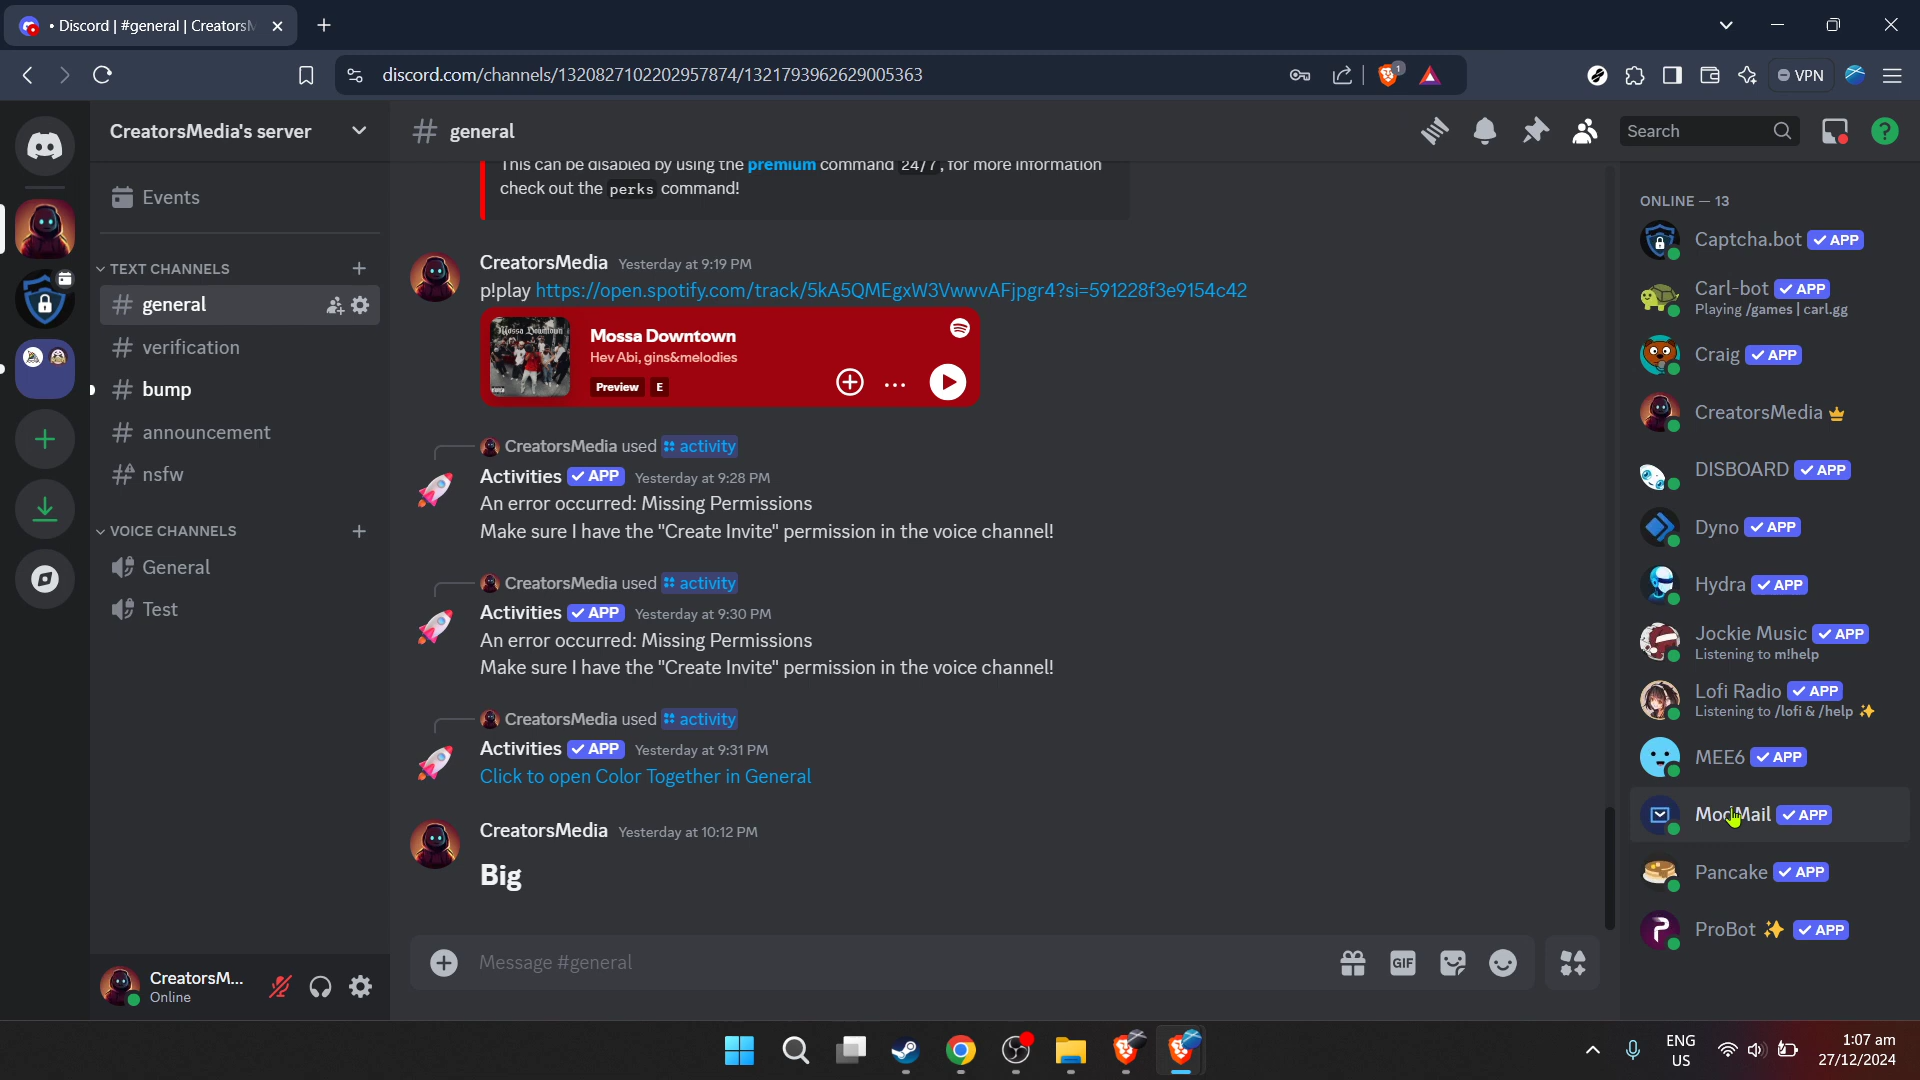 • Discord | #general | CreatorsM
discord.com/channels/1320827102202957874/1321793962629005363
1
VPN
CreatorsMedia's server
Events
TEXT CHANNELS
general
verification
bump
announcement
nsfw
VOICE CHANNELS
General
Test
CreatorsM...
Online
# general
Search
This can be disabled by using the premium command 24/7, for more information
check out the perks command!
CreatorsMedia Yesterday at 9:19 PM
p!play https://open.spotify.com/track/5kA5QMEgxW3VwwvAFjpgr4?si=591228f3e9154c42
Mossa Downtown
Mossa Downtown
Hev Abi, gins&melodies
Preview E
CreatorsMedia used activity
Activities ✓ APP Yesterday at 9:28 PM
An error occurred: Missing Permissions
Make sure I have the "Create Invite" permission in the voice channel!
CreatorsMedia used activity
Activities ✓ APP Yesterday at 9:30 PM
An error occurred: Missing Permissions
Make sure I have the "Create Invite" permission in the voice channel!
CreatorsMedia used activity
Activities ✓ APP Yesterday at 9:31 PM
Click to open Color Together in General
CreatorsMedia Yesterday at 10:12 PM
Big
Message #general
GIF
ONLINE — 13
Captcha.bot ✓ APP
Carl-bot ✓ APP
Playing /games | carl.gg
Craig ✓ APP
CreatorsMedia
DISBOARD ✓ APP
Dyno ✓ APP
Hydra ✓ APP
Jockie Music ✓ APP
Listening to m!help
Lofi Radio ✓ APP
Listening to /lofi & /help ✨
MEE6 ✓ APP
ModMail ✓ APP
Pancake ✓ APP
ProBot ✨ ✓ APP
ENG
US
1:07 am
27/12/2024